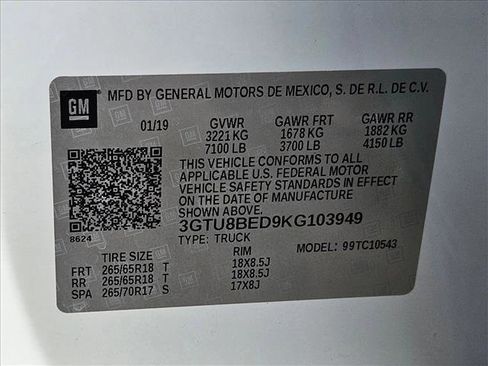 GM
MFD BY GENERAL MOTORS DE MEXICO, S. DE R.L. DE C.V.
01/19 GVWR GAWR FRT GAWR RR
3221 KG 1678 KG 1882 KG
7100 LB 3700 LB 4150 LB
THIS VEHICLE CONFORMS TO ALL
APPLICABLE U.S. FEDERAL MOTOR
VEHICLE SAFETY STANDARDS IN EFFECT
ON THE DATE OF MANUFACTURE SHOWN ABOVE.
3GTU8BED9KG103949
8624
TYPE: TRUCK MODEL: 99TC10543
TIRE SIZE RIM
FRT 265/65R18 T 18X8.5J
RR 265/65R18 T 18X8.5J
SPA 265/70R17 S 17X8J